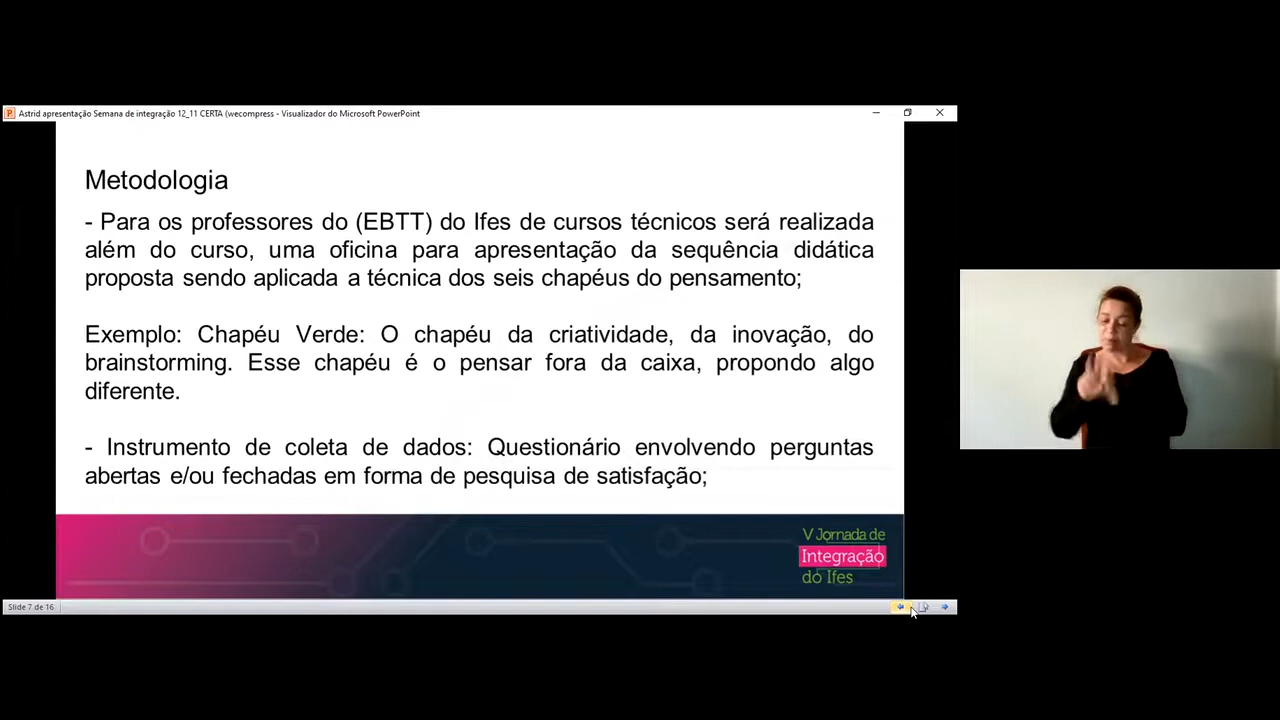 Astrid apresentação Semana de integração 12_11 CERTA (wecompress - Visualizador do Microsoft PowerPoint
Metodologia
- Para os professores do (EBTT) do Ifes de cursos técnicos será realizada
além do curso, uma oficina para apresentação da sequência didática
proposta sendo aplicada a técnica dos seis chapéus do pensamento;
Exemplo: Chapéu Verde: O chapéu da criatividade, da inovação, do
brainstorming. Esse chapéu é o pensar fora da caixa, propondo algo
diferente.
- Instrumento de coleta de dados: Questionário envolvendo perguntas
abertas e/ou fechadas em forma de pesquisa de satisfação;
V Jornada de
Integração
do Ifes
Slide 7 de 16